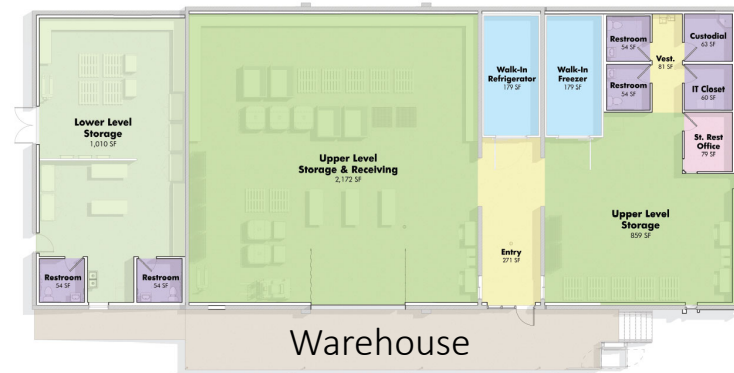 Lower Level
Storage
1,010 SF
Restroom
54 SF
Restroom
54 SF
Upper Level
Storage & Receiving
2,172 SF
Walk-In
Refrigerator
179 SF
Walk-In
Freezer
179 SF
Entry
271 SF
Restroom
54 SF
Restroom
54 SF
Vest.
81 SF
Custodial
63 SF
IT Closet
60 SF
St. Rest
Office
79 SF
Upper Level
Storage
859 SF
Warehouse